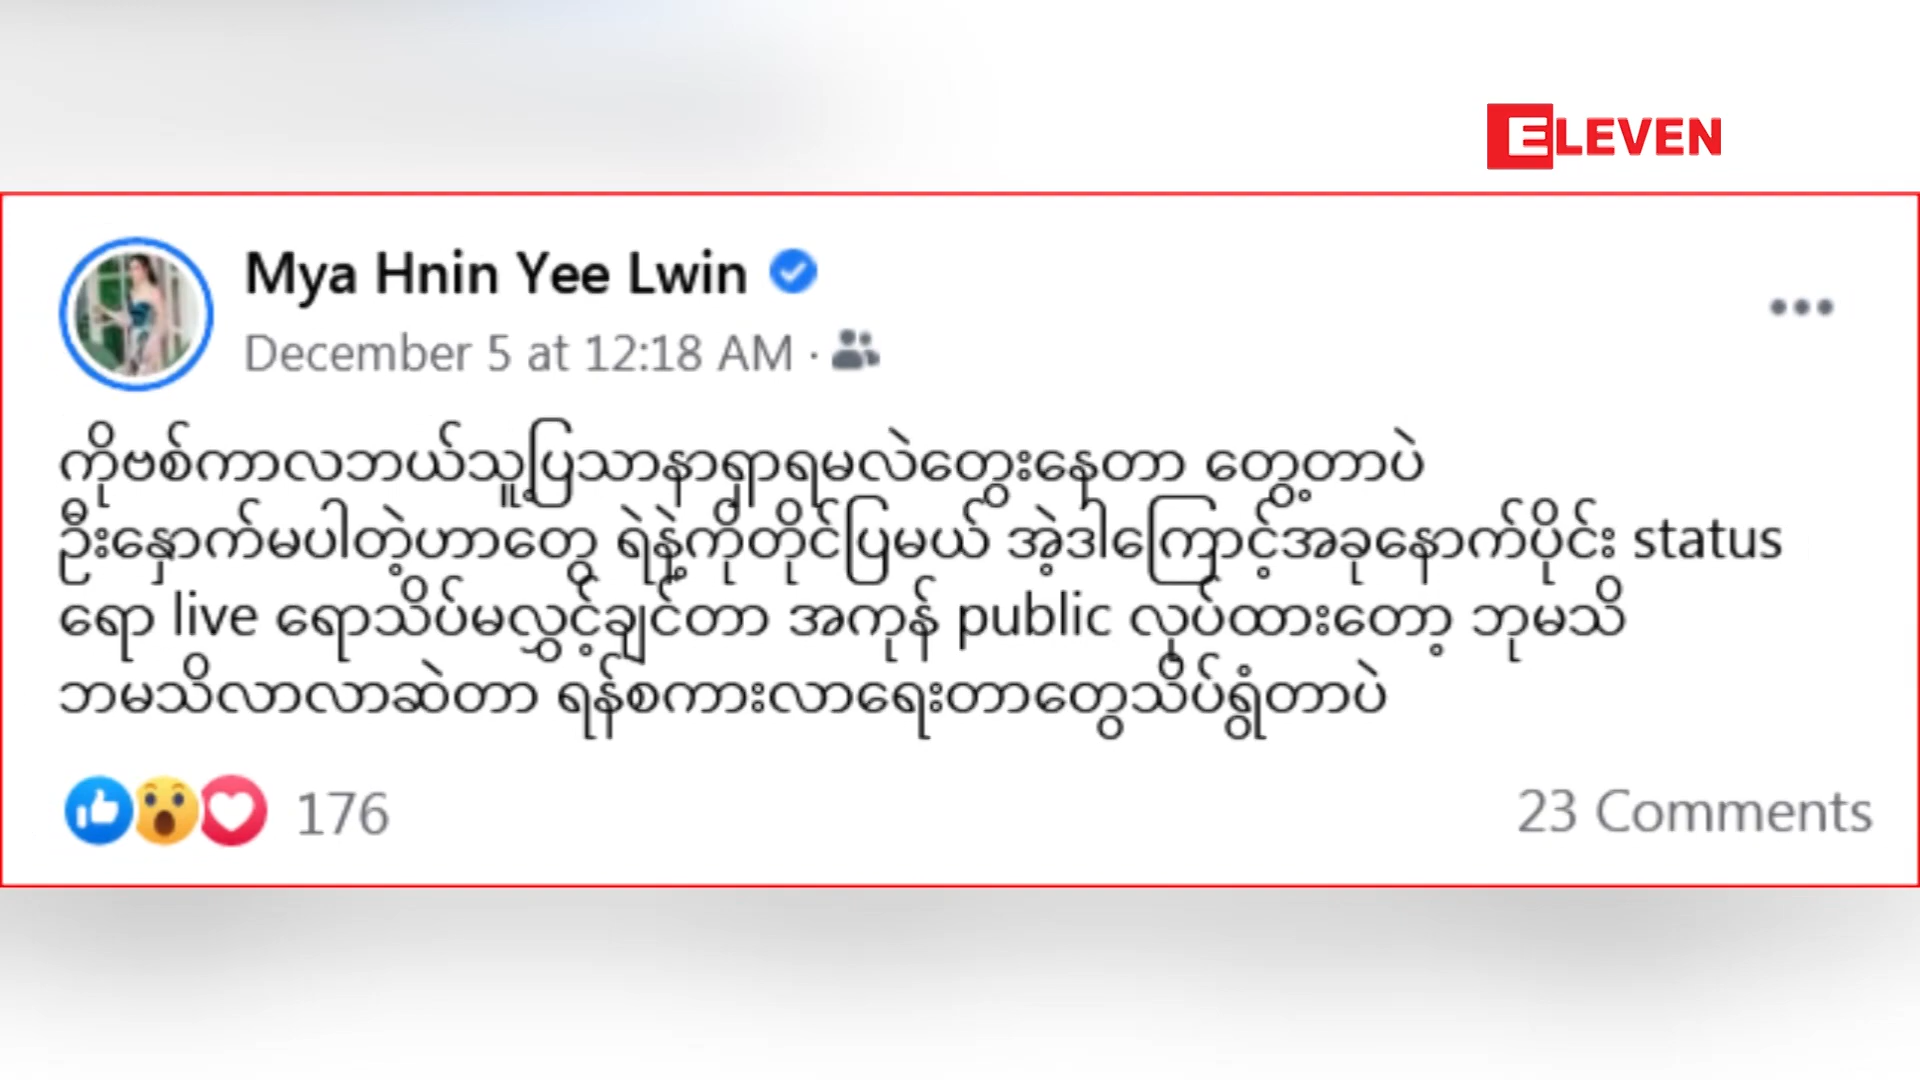 ELEVEN
Mya Hnin Yee Lwin
December 5 at 12:18 AM ·
ကိုဗစ်ကာလဘယ်သူ့ပြသာနာရှာရမလဲတွေးနေတာ တွေ့တာပဲ
ဦးနှောက်မပါတဲ့ဟာတွေ ရဲနဲ့ကိုတိုင်ပြမယ် အဲ့ဒါကြောင့်အခုနောက်ပိုင်း status
ရော live ရောသိပ်မလွှင့်ချင်တာ အကုန် public လုပ်ထားတော့ ဘုမသိ
ဘမသိလာလာဆဲတာ ရန်စကားလာရေးတာတွေသိပ်ရွံတာပဲ
176
23 Comments